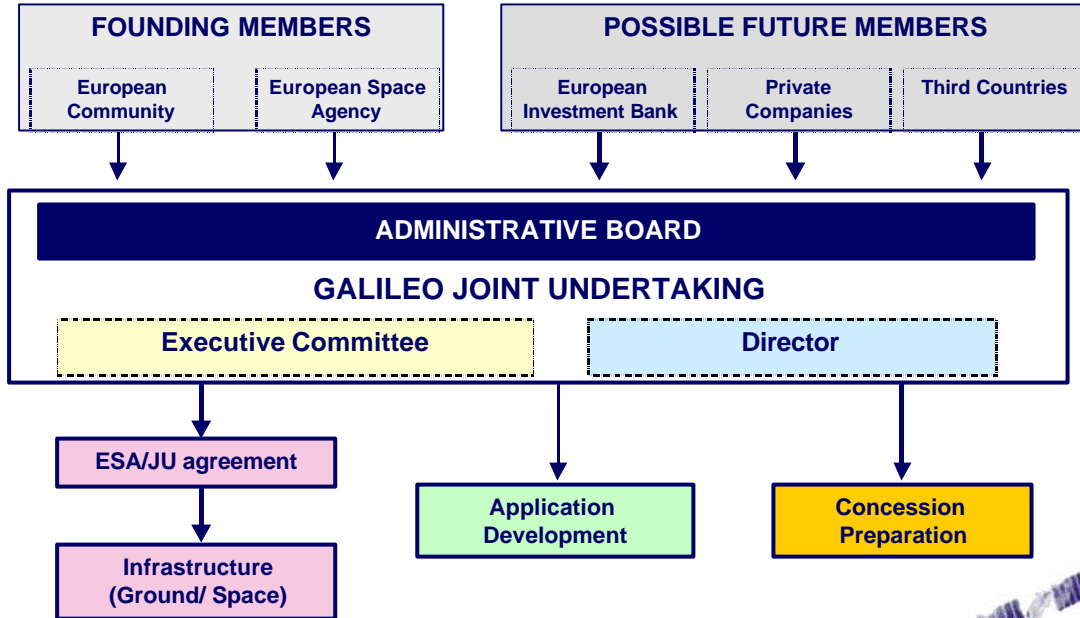 FOUNDING MEMBERS
European
Community
European Space
Agency
POSSIBLE FUTURE MEMBERS
European
Investment Bank
Private
Companies
Third Countries
ADMINISTRATIVE BOARD
GALILEO JOINT UNDERTAKING
Executive Committee
Director
ESA/JU agreement
Infrastructure
(Ground/ Space)
Application
Development
Concession
Preparation